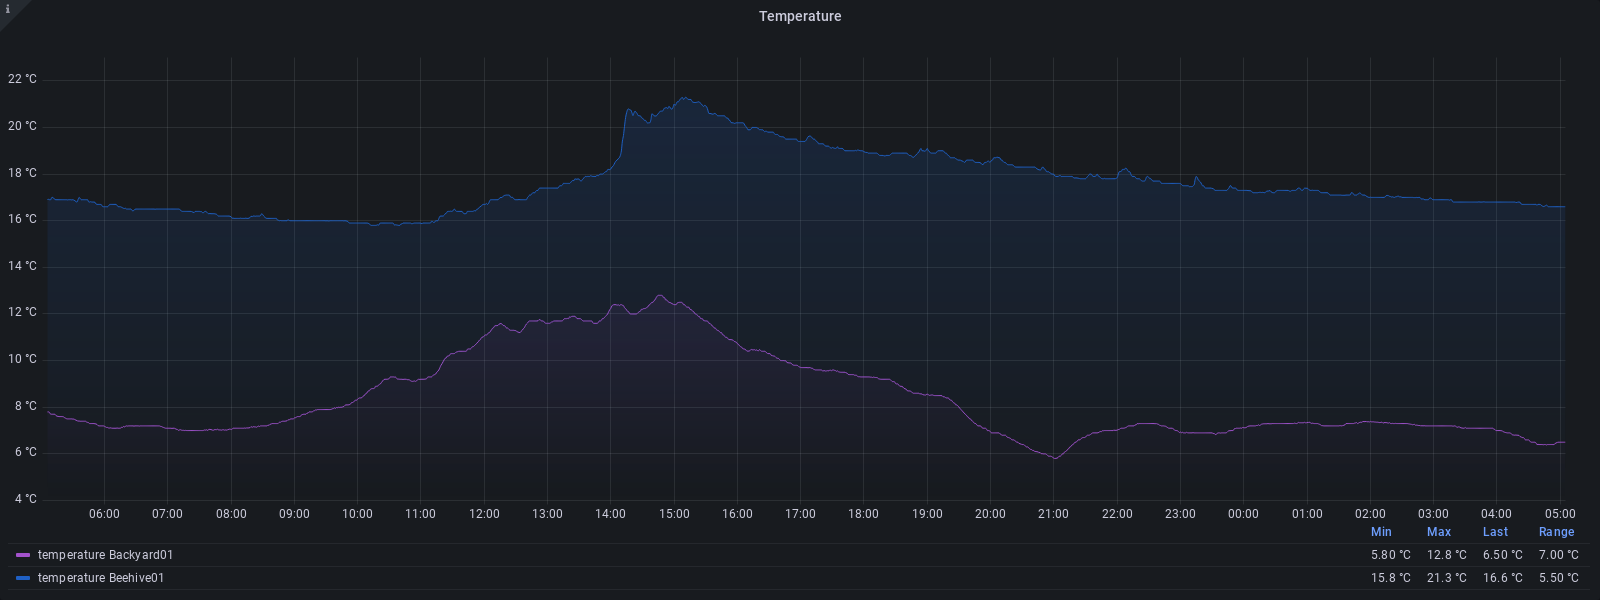 i
Temperature
22 °C
20 °C
18 °C
16 °C
14 °C
12 °C
10 °C
8 °C
6 °C
4 °C
06:00 07:00 08:00 09:00 10:00 11:00 12:00 13:00 14:00 15:00 16:00 17:00 18:00 19:00 20:00 21:00 22:00 23:00 00:00 01:00 02:00 03:00 04:00 05:00
Min Max Last Range
temperature Backyard01 5.80 °C 12.8 °C 6.50 °C 7.00 °C
temperature Beehive01 15.8 °C 21.3 °C 16.6 °C 5.50 °C